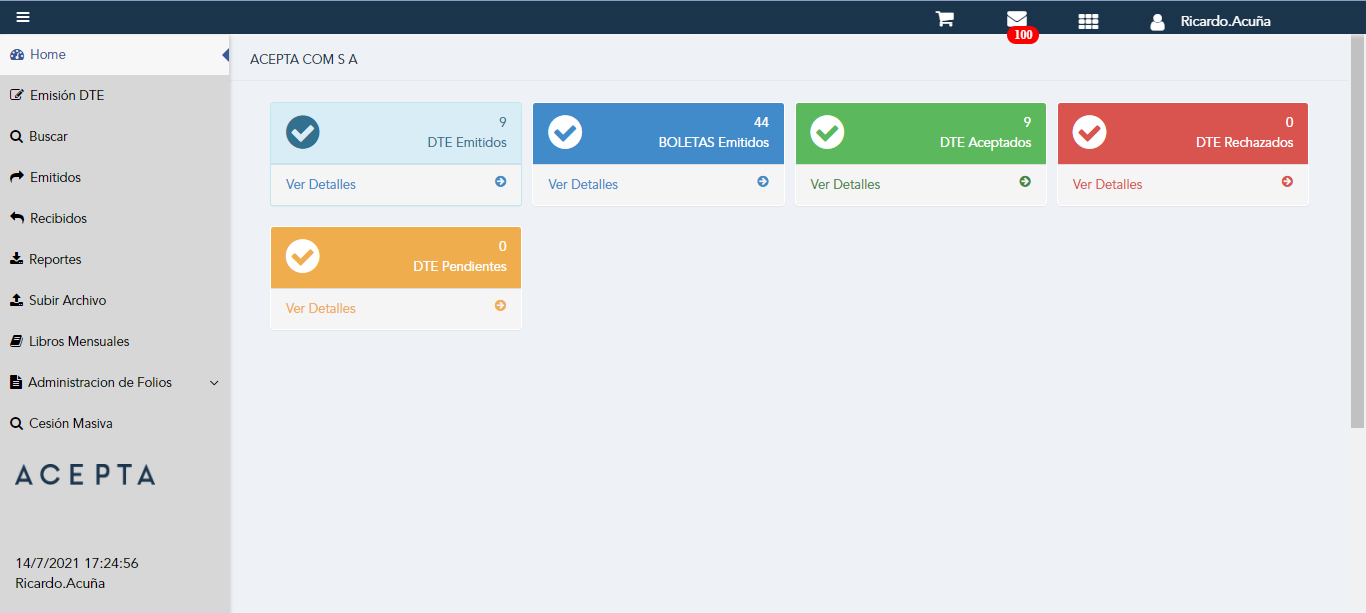 Ricardo.Acuña
100
Home
Emisión DTE
Buscar
Emitidos
Recibidos
Reportes
Subir Archivo
Libros Mensuales
Administracion de Folios
Cesión Masiva
ACEPTA
14/7/2021 17:24:56
Ricardo.Acuña
ACEPTA COM S A
9
DTE Emitidos
Ver Detalles
44
BOLETAS Emitidos
Ver Detalles
9
DTE Aceptados
Ver Detalles
0
DTE Rechazados
Ver Detalles
0
DTE Pendientes
Ver Detalles